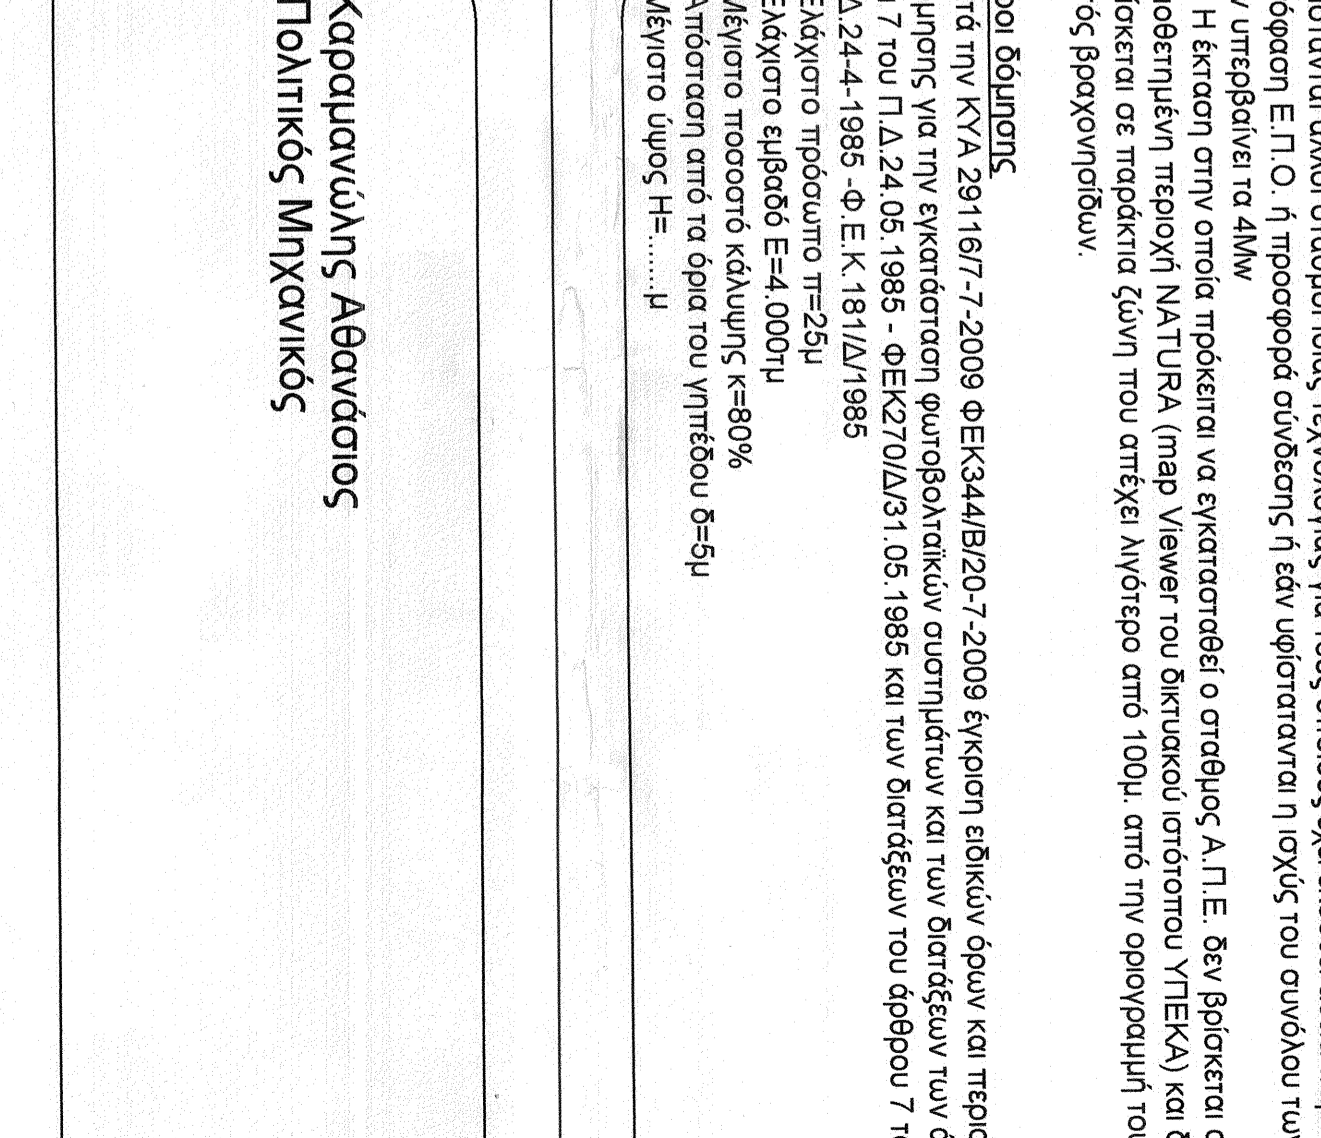 όφαση Ε.Π.Ο. ή προσφορά σύνδεσης ή εάν υφίστατανται η ισχύς του συνόλου τω
ν υπερβαίνει τα 4Mw
Η έκταση στην οποία πρόκειται να εγκατασταθεί ο σταθμος Α.Π.Ε. δεν βρίσκεται
οθετημένη περιοχή NATURA (map Viewer του δικτυακού ιστότοπου ΥΠΕΚΑ) και
ίσκεται σε παράκτια ζώνη που απέχει λιγότερο από 100μ. από την οριογραμμή του
τός βραχονησίδων.
ροι δόμησης
τά την ΚΥΑ 29116/7-7-2009 ΦΕΚ344/Β/20-7-2009 έγκριση ειδικών όρων και περιο
μησης για την εγκατάσταση φωτοβολταϊκών συστημάτων και των διατάξεων των
7 του Π.Δ.24.05.1985 - ΦΕΚ270/Δ/31.05.1985 και των διατάξεων του άρθρου 7 τ
Δ.24-4-1985 -Φ.Ε.Κ.181/Δ/1985
Ελάχιστο πρόσωπο π=25μ
Ελάχιστο εμβαδό Ε=4.000τμ
Μέγιστο ποσοστό κάλυψης κ=80%
Απόσταση από τα όρια του γηπέδου δ=5μ
Μέγιστο ύψος Η=.......μ
Καραμανώλης Αθανάσιος
Πολιτικός Μηχανικός